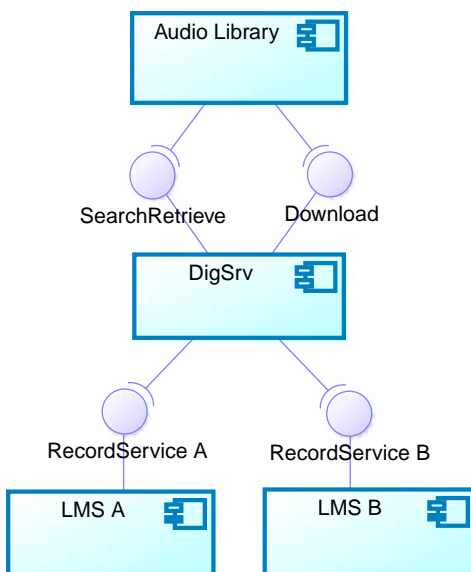 Audio Library
SearchRetrieve
Download
DigSrv
RecordService A
RecordService B
LMS A
LMS B